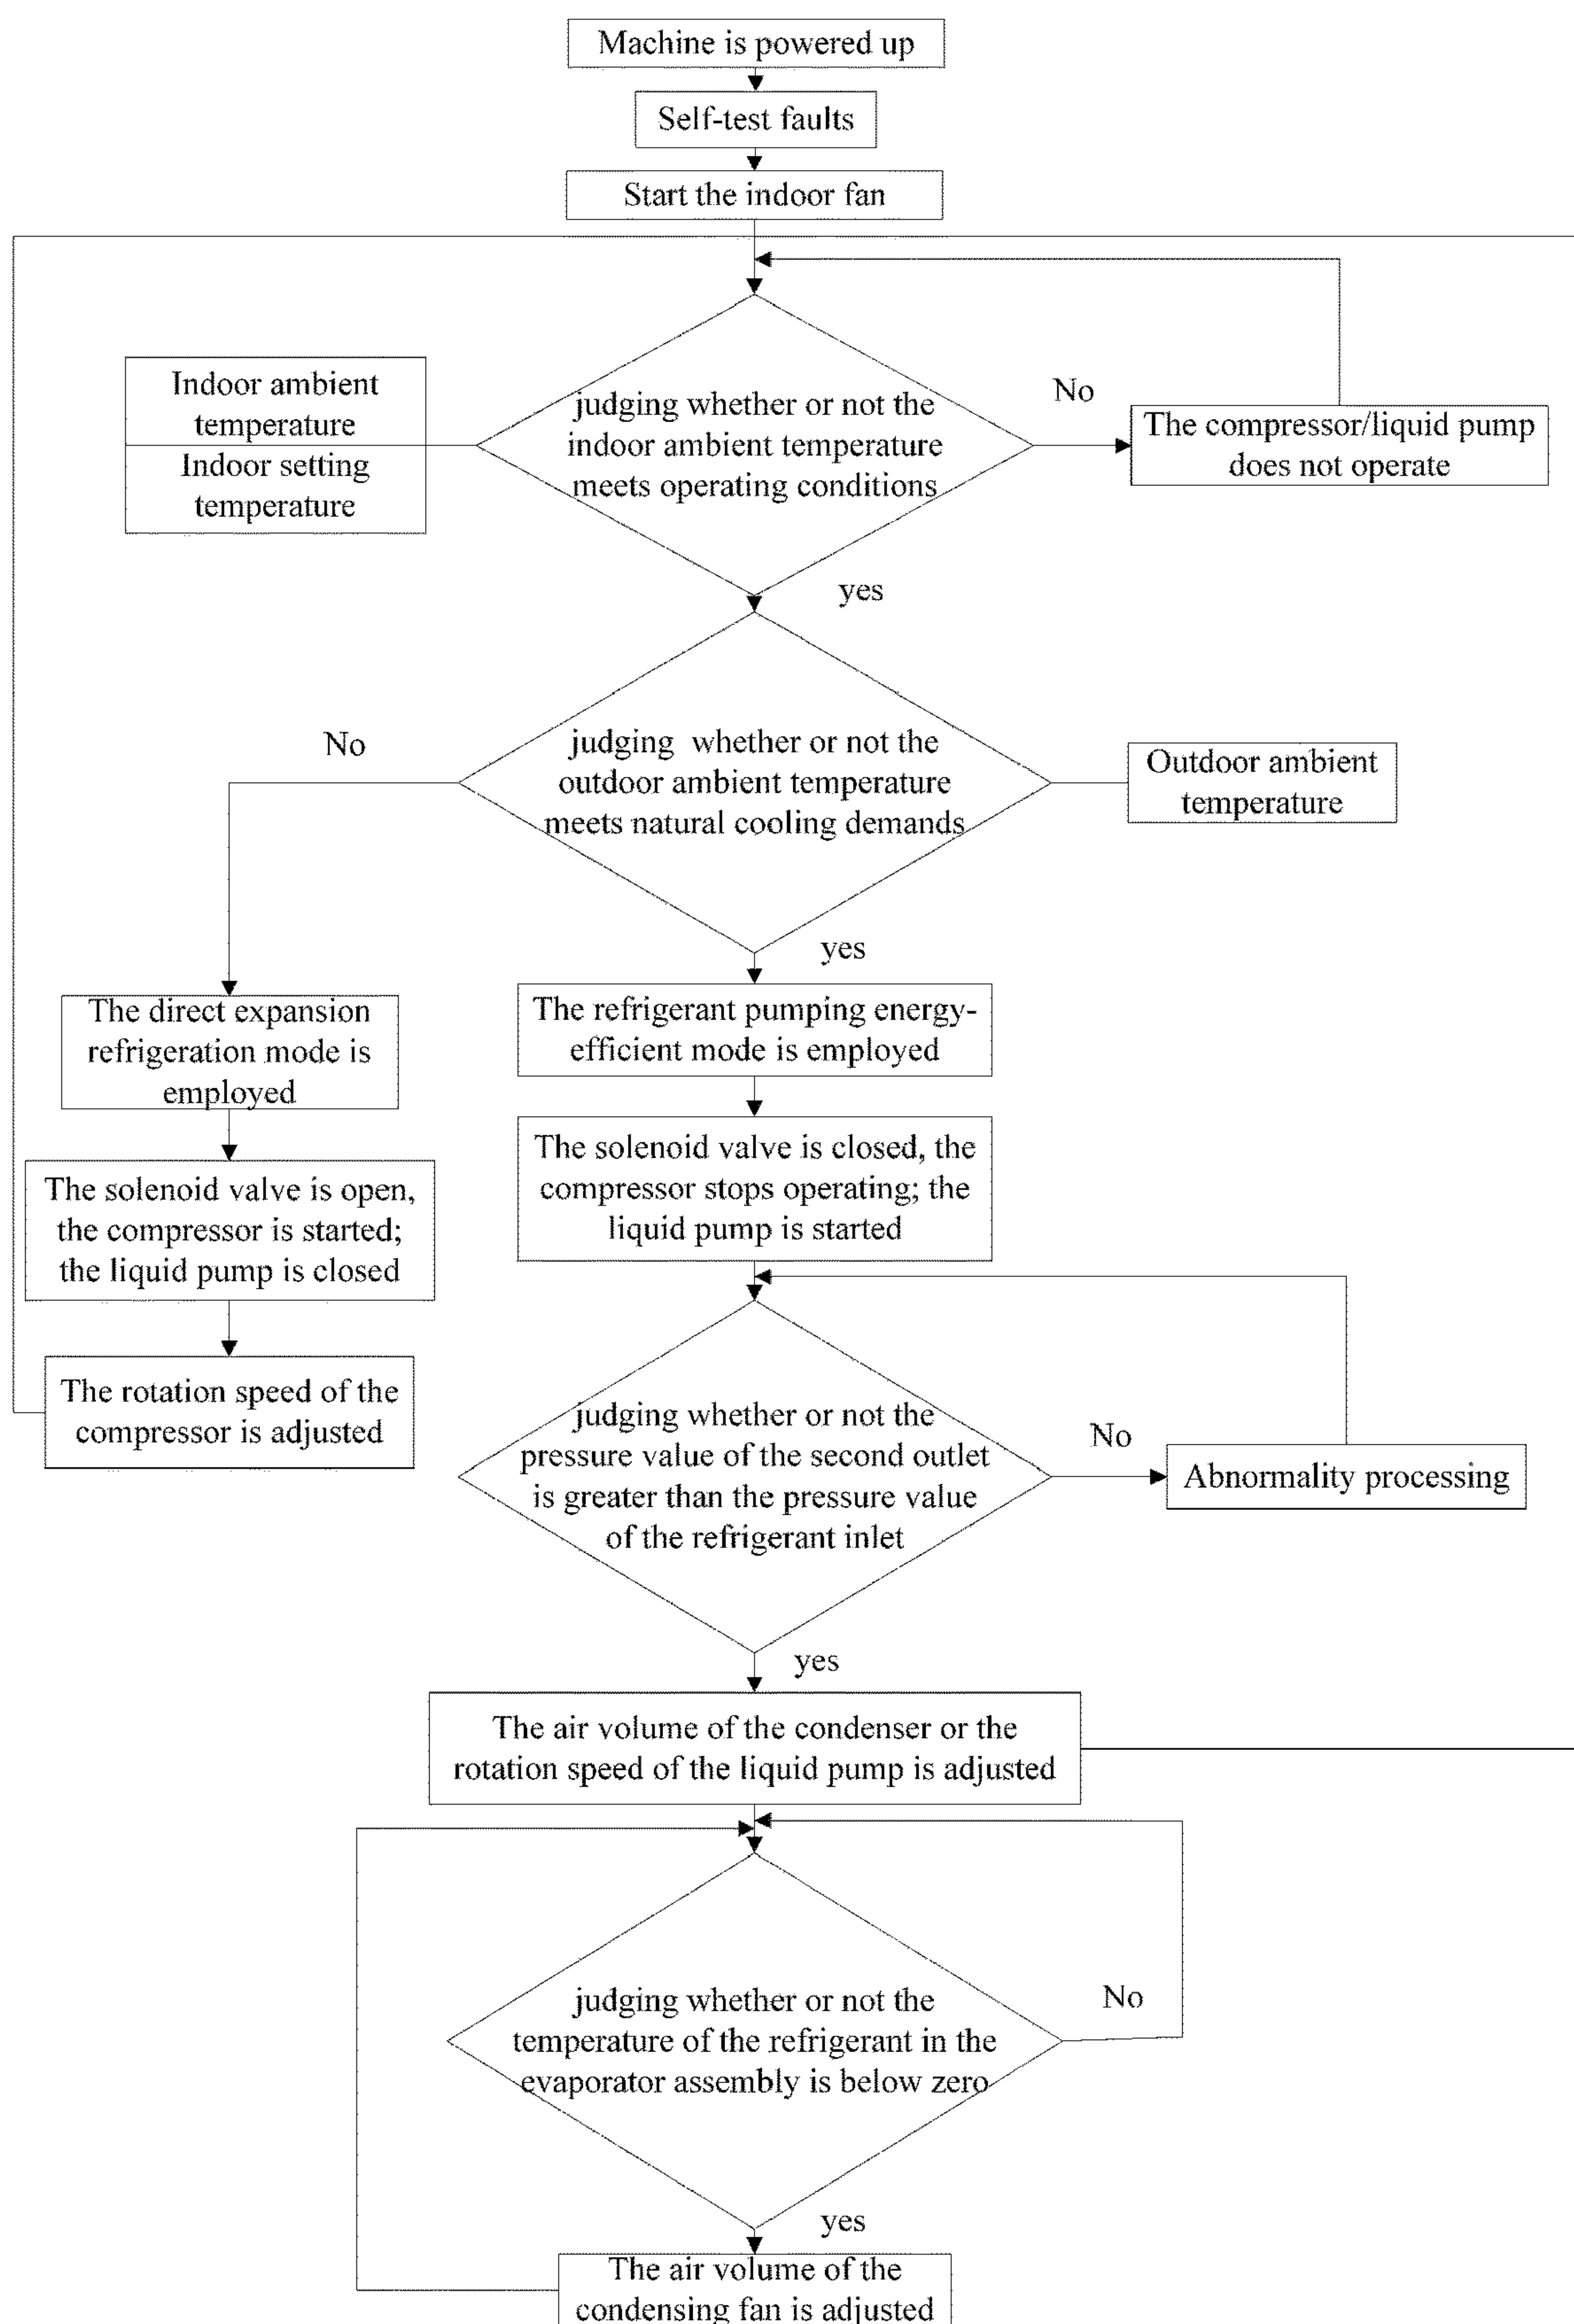 Machine is powered up
Self-test faults
Start the indoor fan
Indoor ambient
temperature
Indoor setting
temperature
judging whether or not the
indoor ambient temperature
meets operating conditions
No
The compressor/liquid pump
does not operate
yes
No
judging whether or not the
outdoor ambient temperature
meets natural cooling demands
Outdoor ambient
temperature
yes
The direct expansion
refrigeration mode is
employed
The refrigerant pumping energy-
efficient mode is employed
The solenoid valve is open,
the compressor is started;
the liquid pump is closed
The solenoid valve is closed, the
compressor stops operating; the
liquid pump is started
The rotation speed of the
compressor is adjusted
judging whether or not the
pressure value of the second outlet
is greater than the pressure value
of the refrigerant inlet
No
Abnormality processing
yes
The air volume of the condenser or the
rotation speed of the liquid pump is adjusted
judging whether or not the
temperature of the refrigerant in the
evaporator assembly is below zero
No
yes
The air volume of the
condensing fan is adjusted